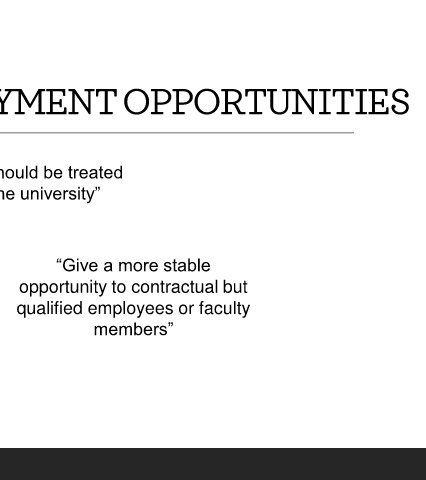 YMENT OPPORTUNITIES
hould be treated
he university”
“Give a more stable
opportunity to contractual but
qualified employees or faculty
members”